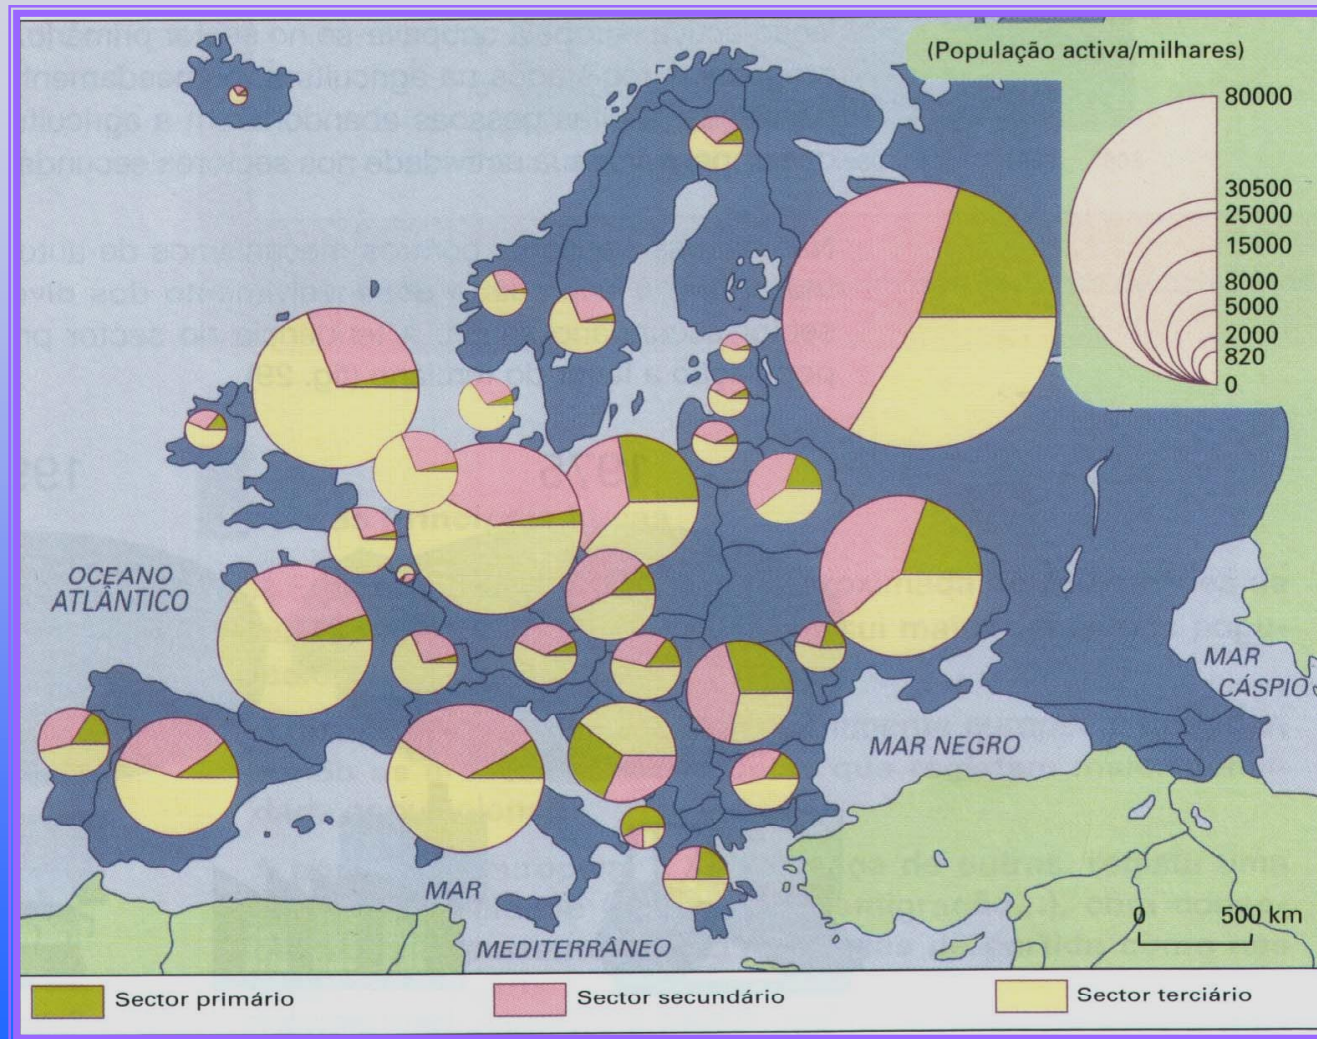 (População activa/milhares)
80000
30500
25000
15000
8000
5000
2000
820
0
OCEANO
ATLÂNTICO
MAR
CÁSPIO
MAR NEGRO
MAR
MEDITERRÂNEO
0 500 km
Sector primário
Sector secundário
Sector terciário